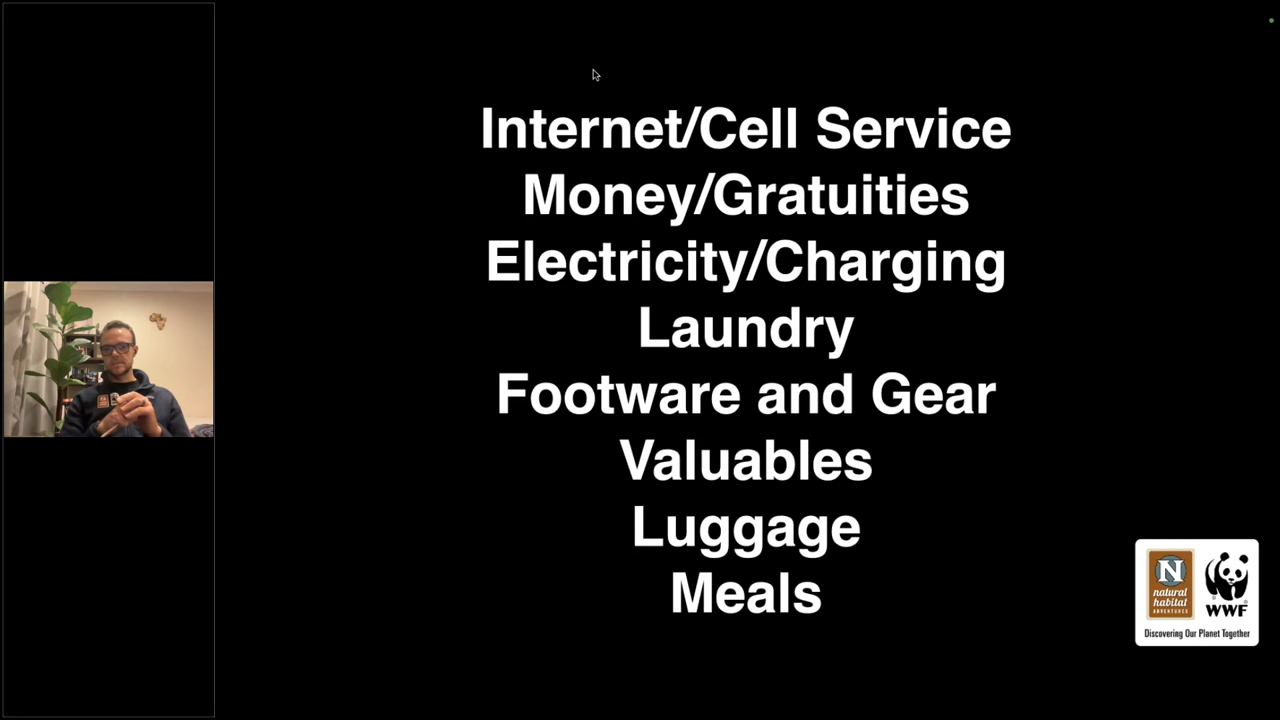 Internet/Cell Service
Money/Gratuities
Electricity/Charging
Laundry
Footware and Gear
Valuables
Luggage
Meals
N
natural
habitat
ADVENTURES
WWF
Discovering Our Planet Together